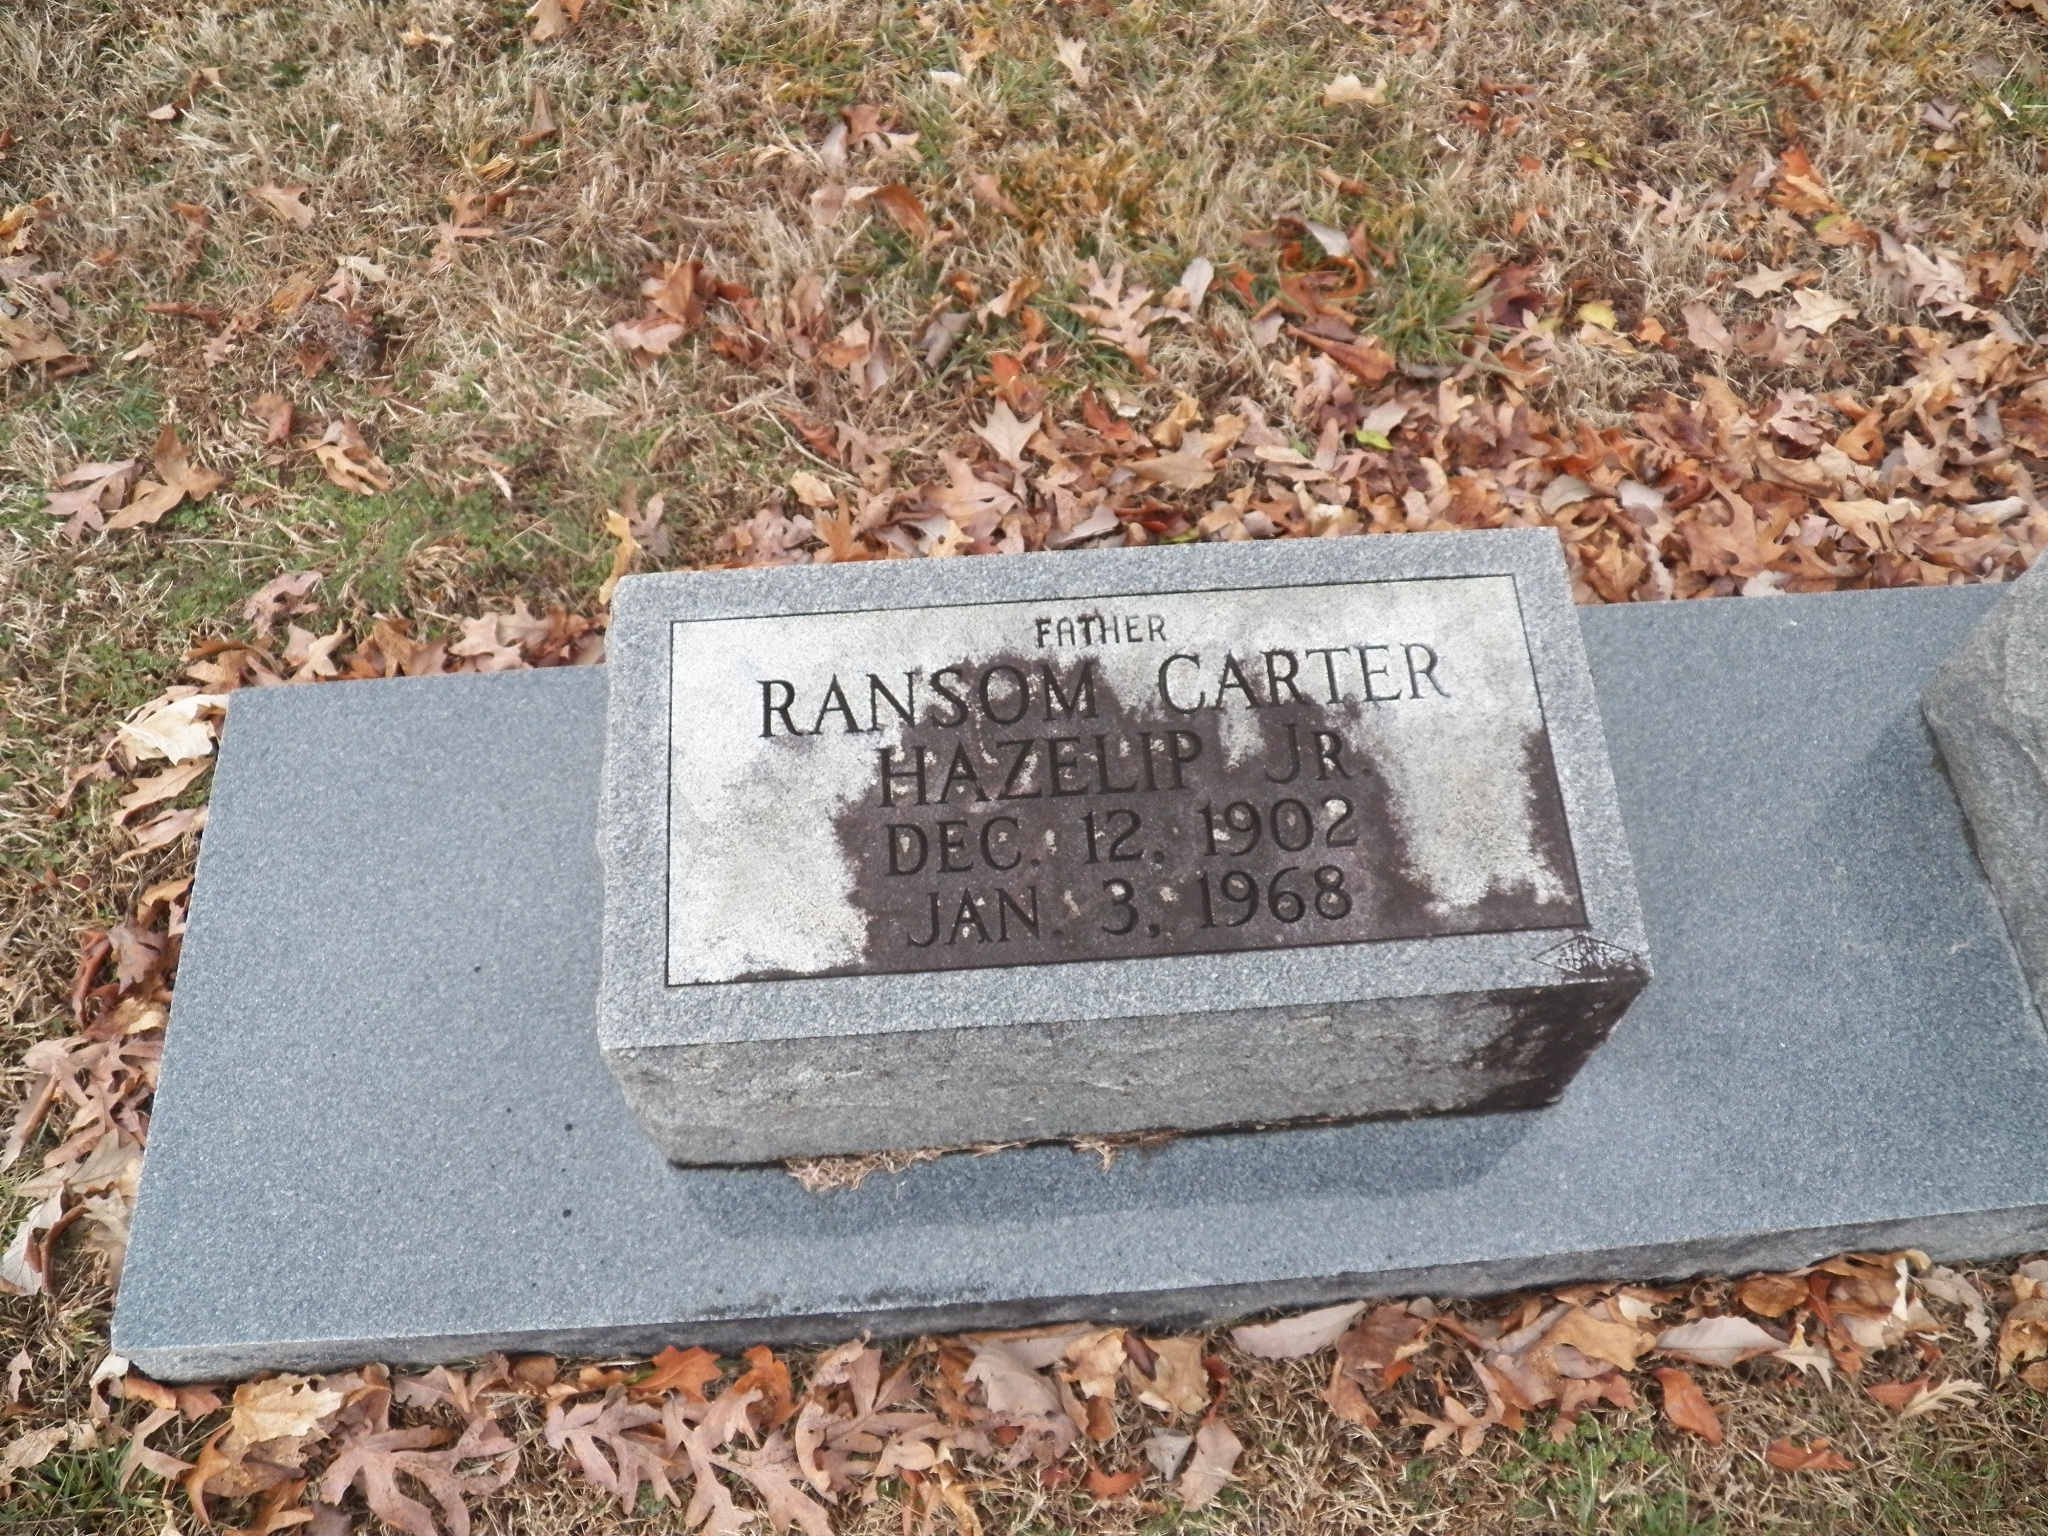 FATHER
RANSOM CARTER
HAZELIP JR.
DEC. 12, 1902
JAN. 3, 1968